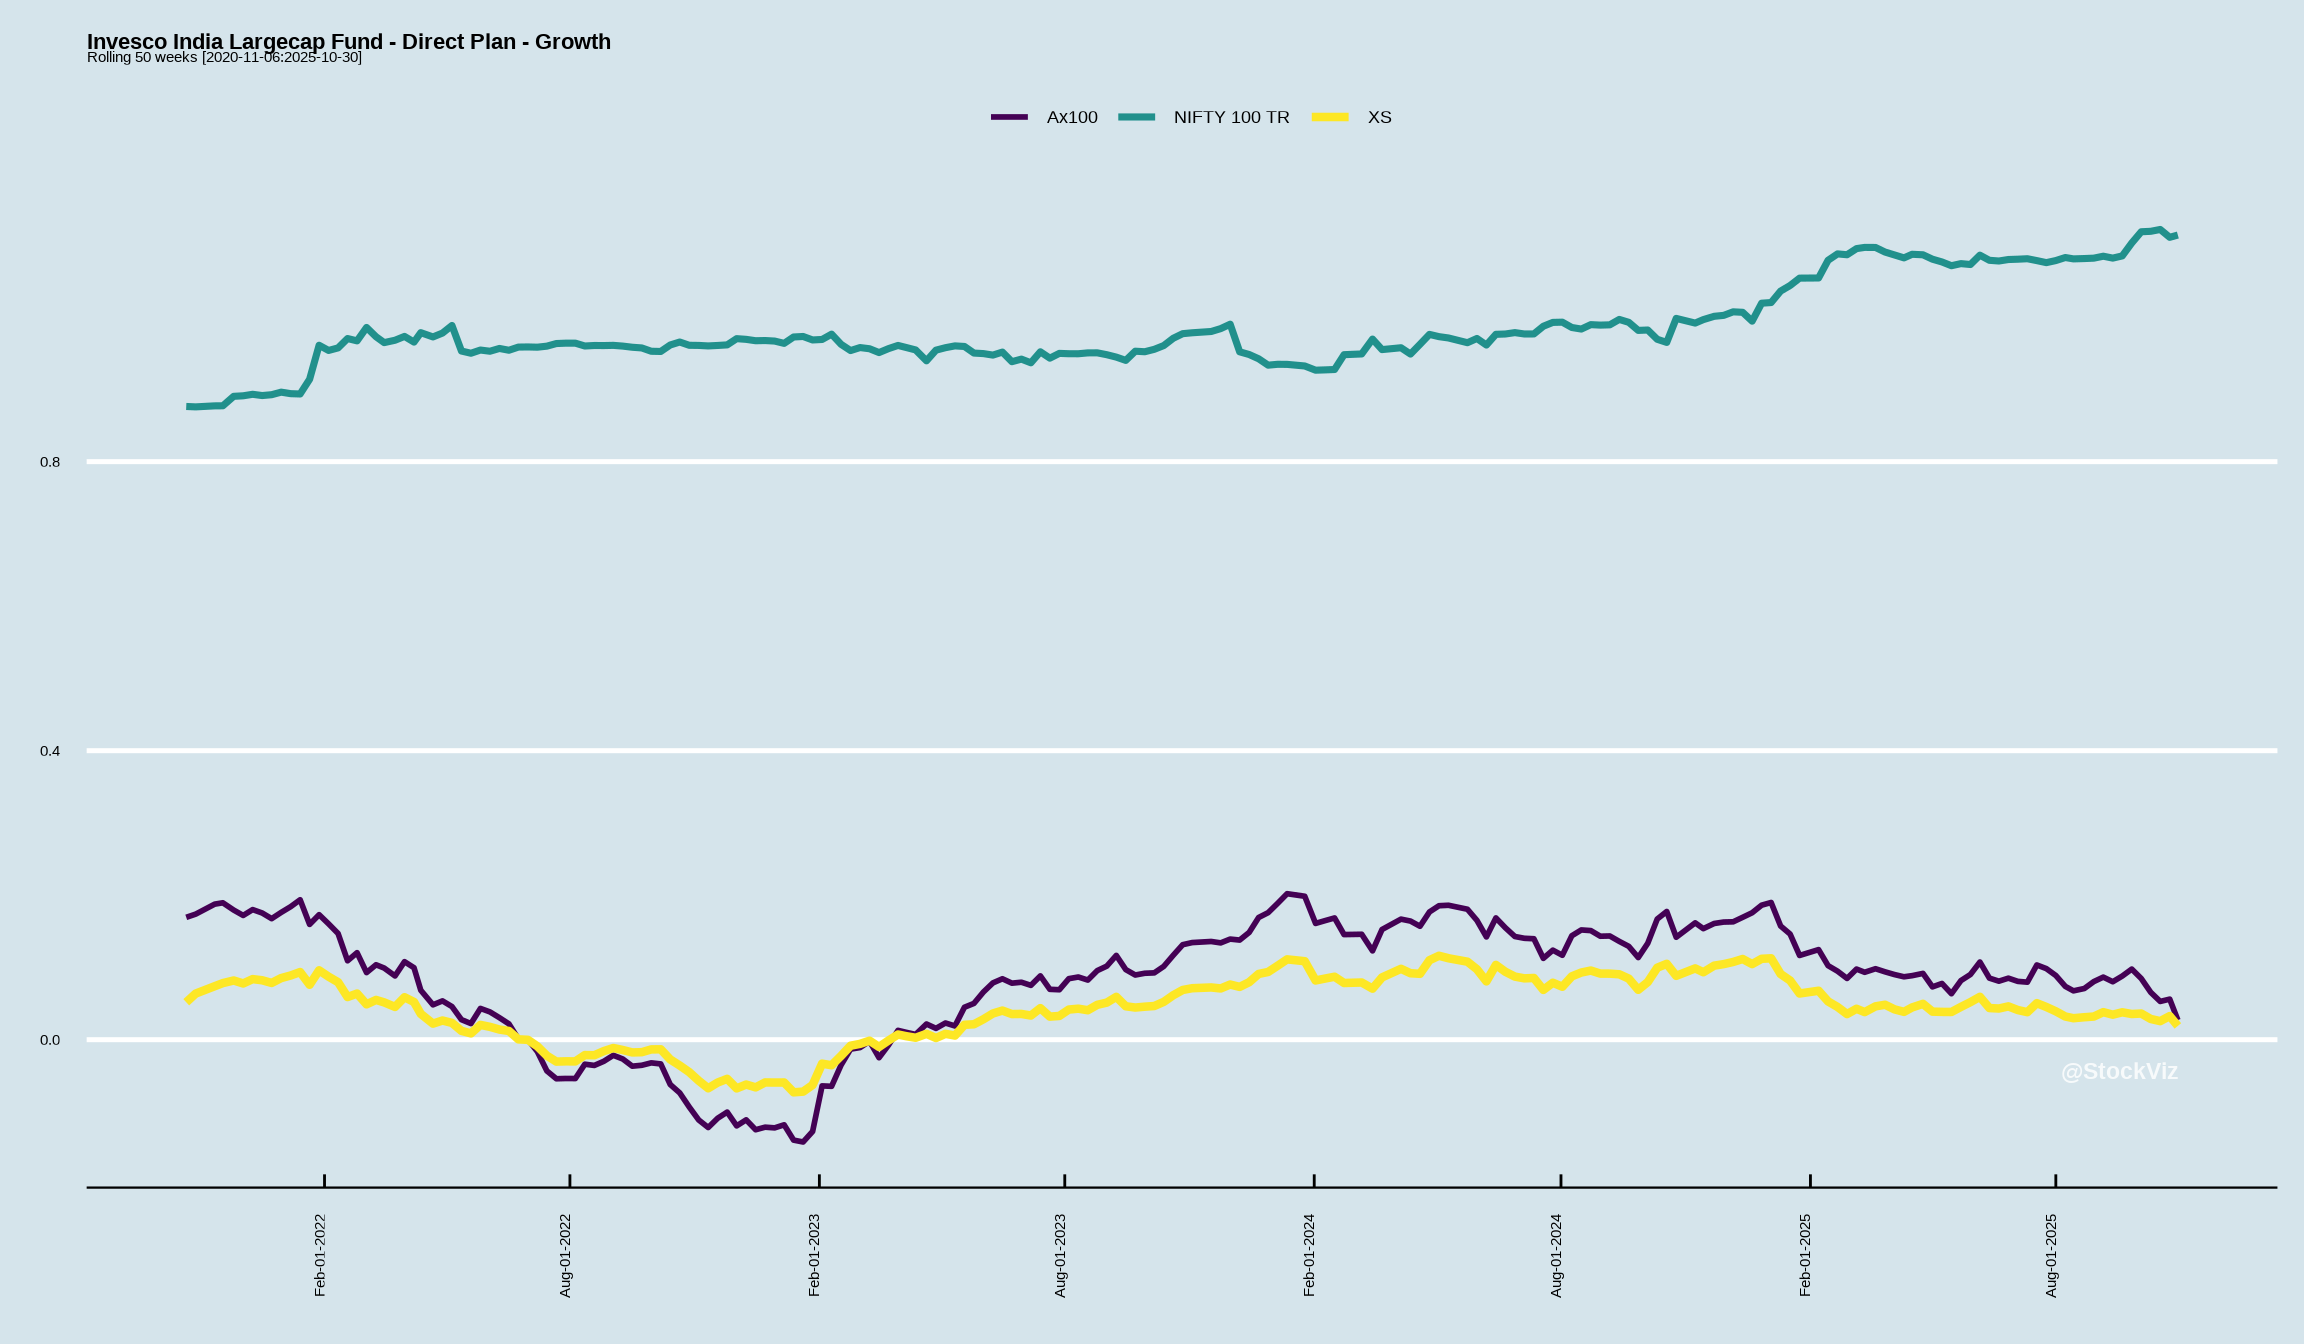 Invesco India Largecap Fund - Direct Plan - Growth
Rolling 50 weeks [2020-11-06:2025-10-30]
Ax100 NIFTY 100 TR XS
0.8
0.4
0.0
@StockViz
Feb-01-2022 Aug-01-2022 Feb-01-2023 Aug-01-2023 Feb-01-2024 Aug-01-2024 Feb-01-2025 Aug-01-2025